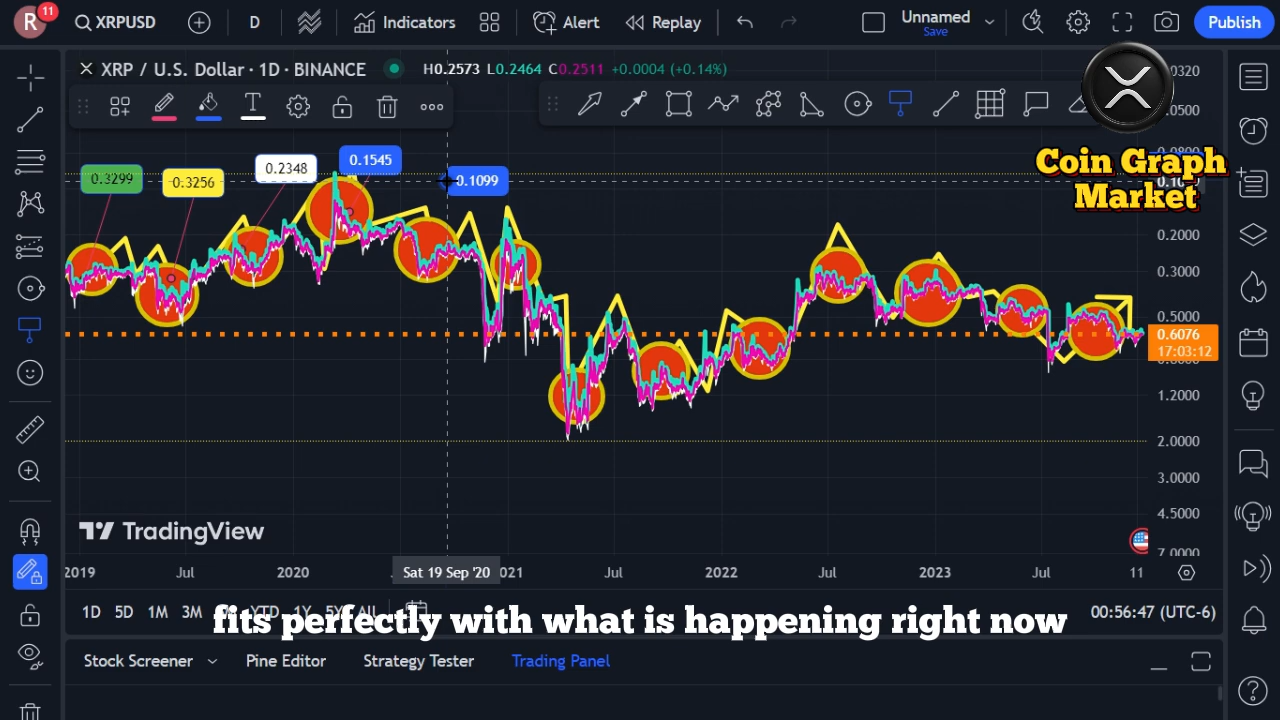 R 11 XRPUSD D Indicators Alert Replay Unnamed Save Publish
XRP / U.S. Dollar · 1D · BINANCE H0.2573 L0.2464 C0.2511 +0.0004 (+0.14%)
T
Coin Graph
Market
0.3299 0.3256 0.2348 0.1545 0.1099
0.2000
0.3000
0.5000
0.6076
17:03:12
1.2000
2.0000
3.0000
4.5000
7.0000
TradingView
2019 Jul 2020 Sat 19 Sep '20 021 Jul 2022 Jul 2023 Jul 11
1D 5D 1M 3M YTD 1Y 5Y All 00:56:47 (UTC-6)
fits perfectly with what is happening right now
Stock Screener Pine Editor Strategy Tester Trading Panel